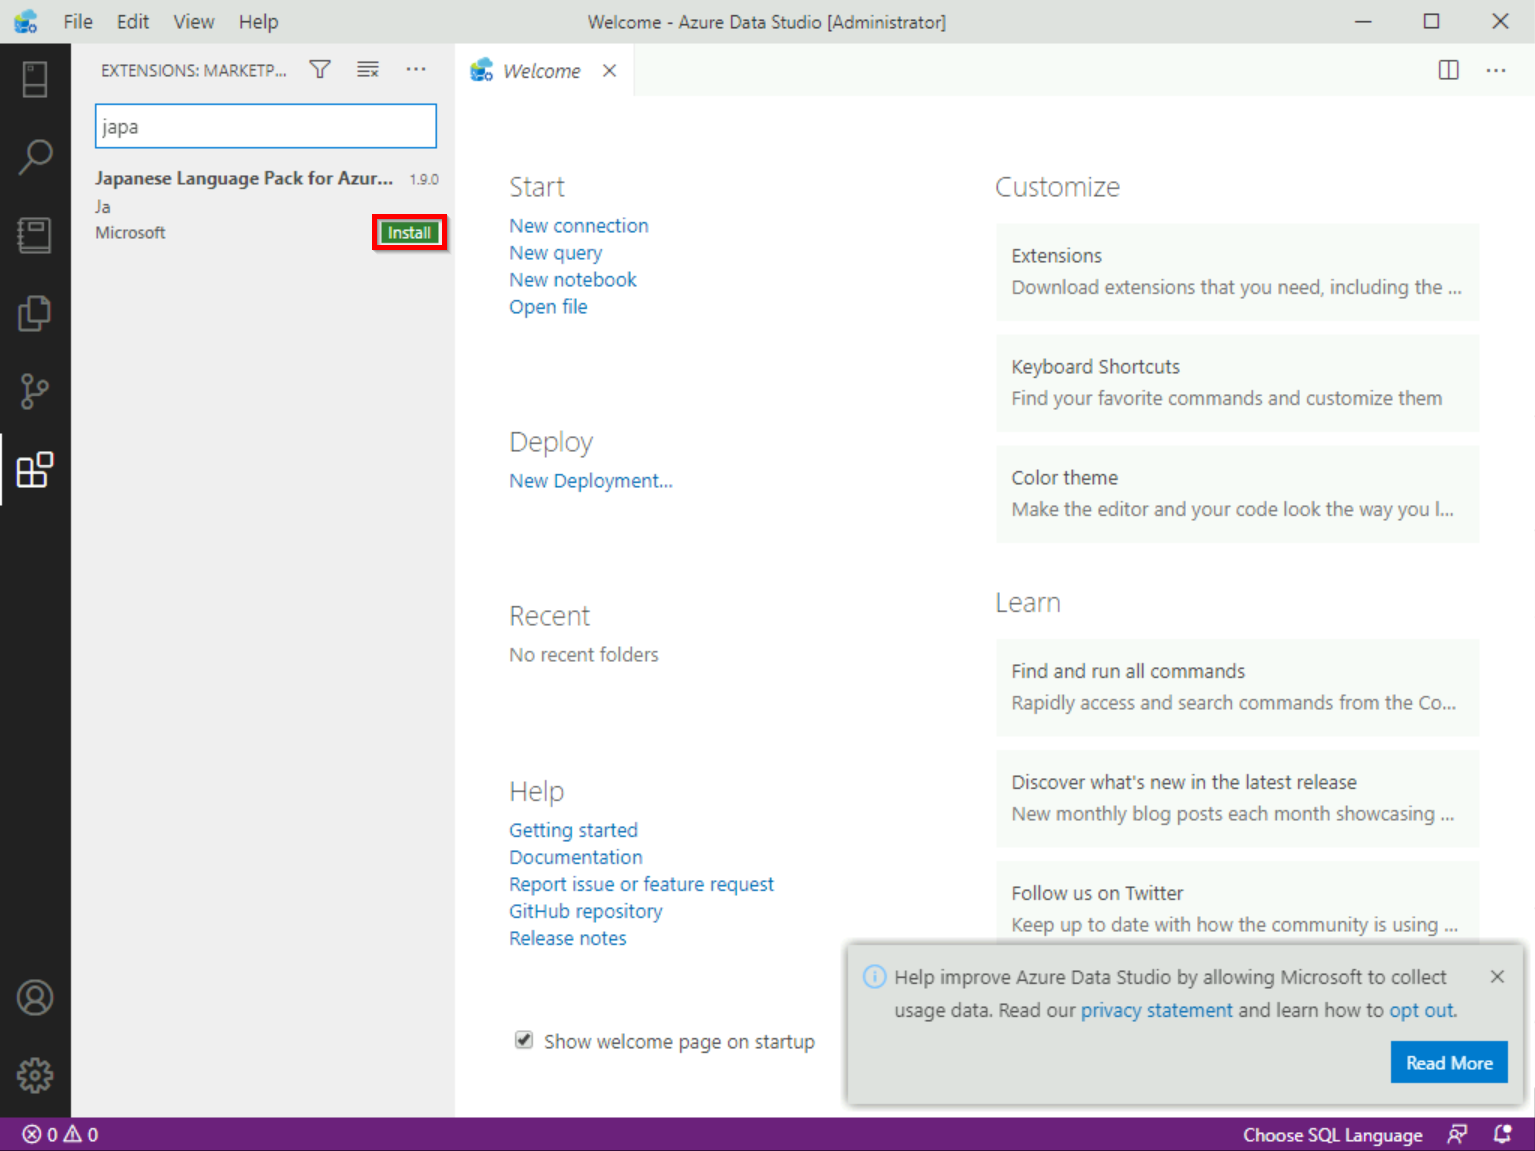 File Edit View Help
Welcome - Azure Data Studio [Administrator]
EXTENSIONS: MARKETP...
japa
Japanese Language Pack for Azur... 1.9.0
Ja
Microsoft
Install
Welcome
Start
New connection
New query
New notebook
Open file
Deploy
New Deployment...
Recent
No recent folders
Help
Getting started
Documentation
Report issue or feature request
GitHub repository
Release notes
Show welcome page on startup
Customize
Extensions
Download extensions that you need, including the ...
Keyboard Shortcuts
Find your favorite commands and customize them
Color theme
Make the editor and your code look the way you l...
Learn
Find and run all commands
Rapidly access and search commands from the Co...
Discover what's new in the latest release
New monthly blog posts each month showcasing ...
Follow us on Twitter
Keep up to date with how the community is using ...
Help improve Azure Data Studio by allowing Microsoft to collect
usage data. Read our privacy statement and learn how to opt out.
Read More
0 0
Choose SQL Language